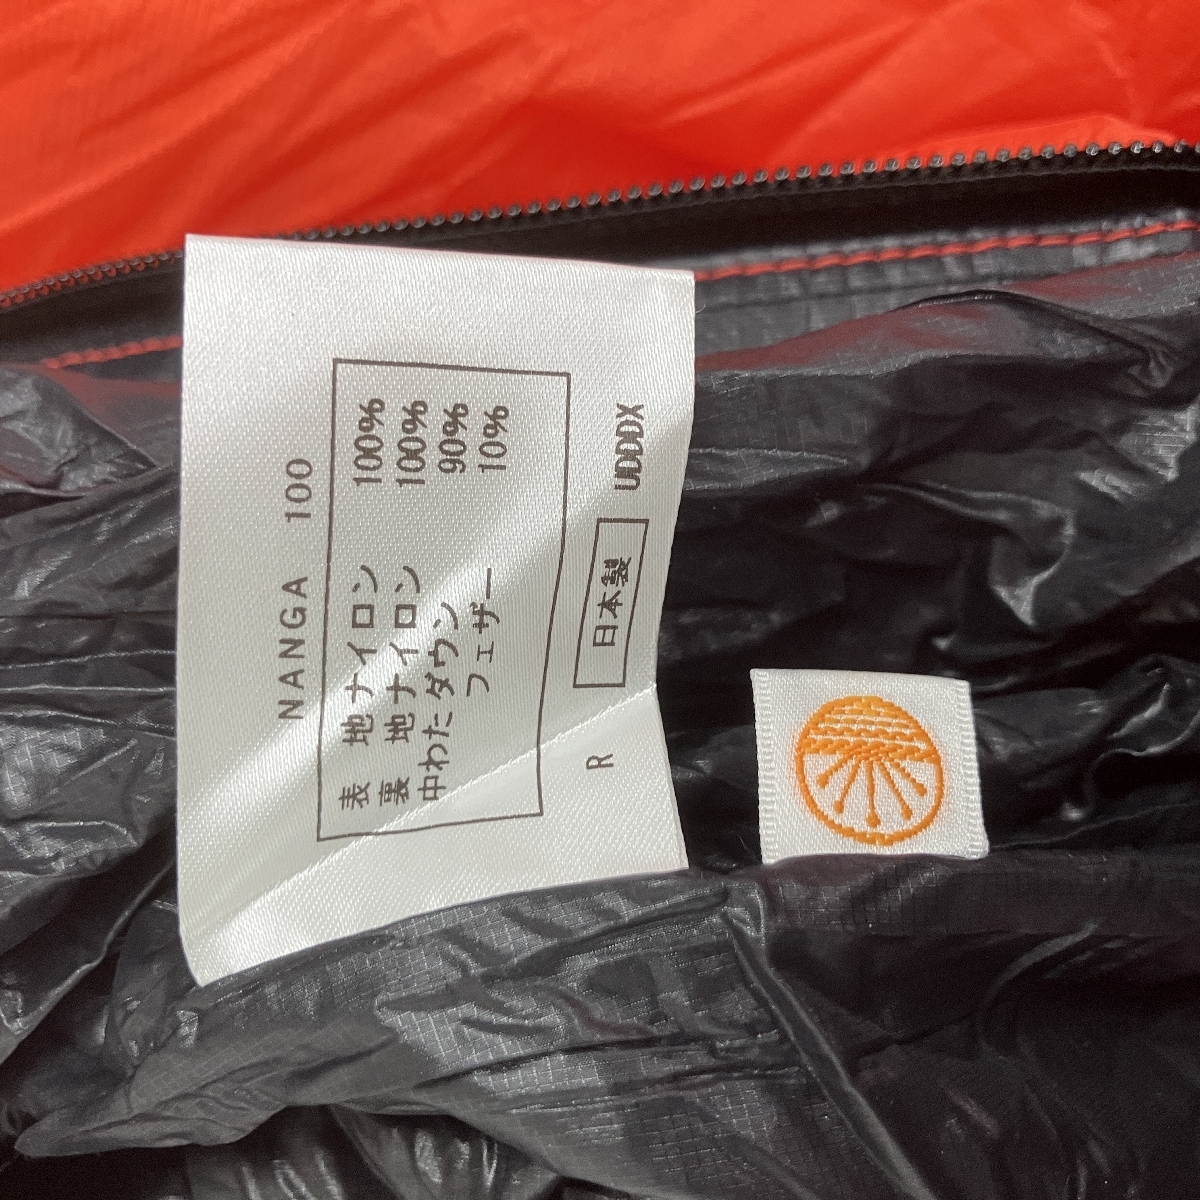 NANGA 100
表 地 ナイロン 100%
裏 地 ナイロン 100%
中わた ダウン 90%
フェザー 10%
R 日本製 UDDDX